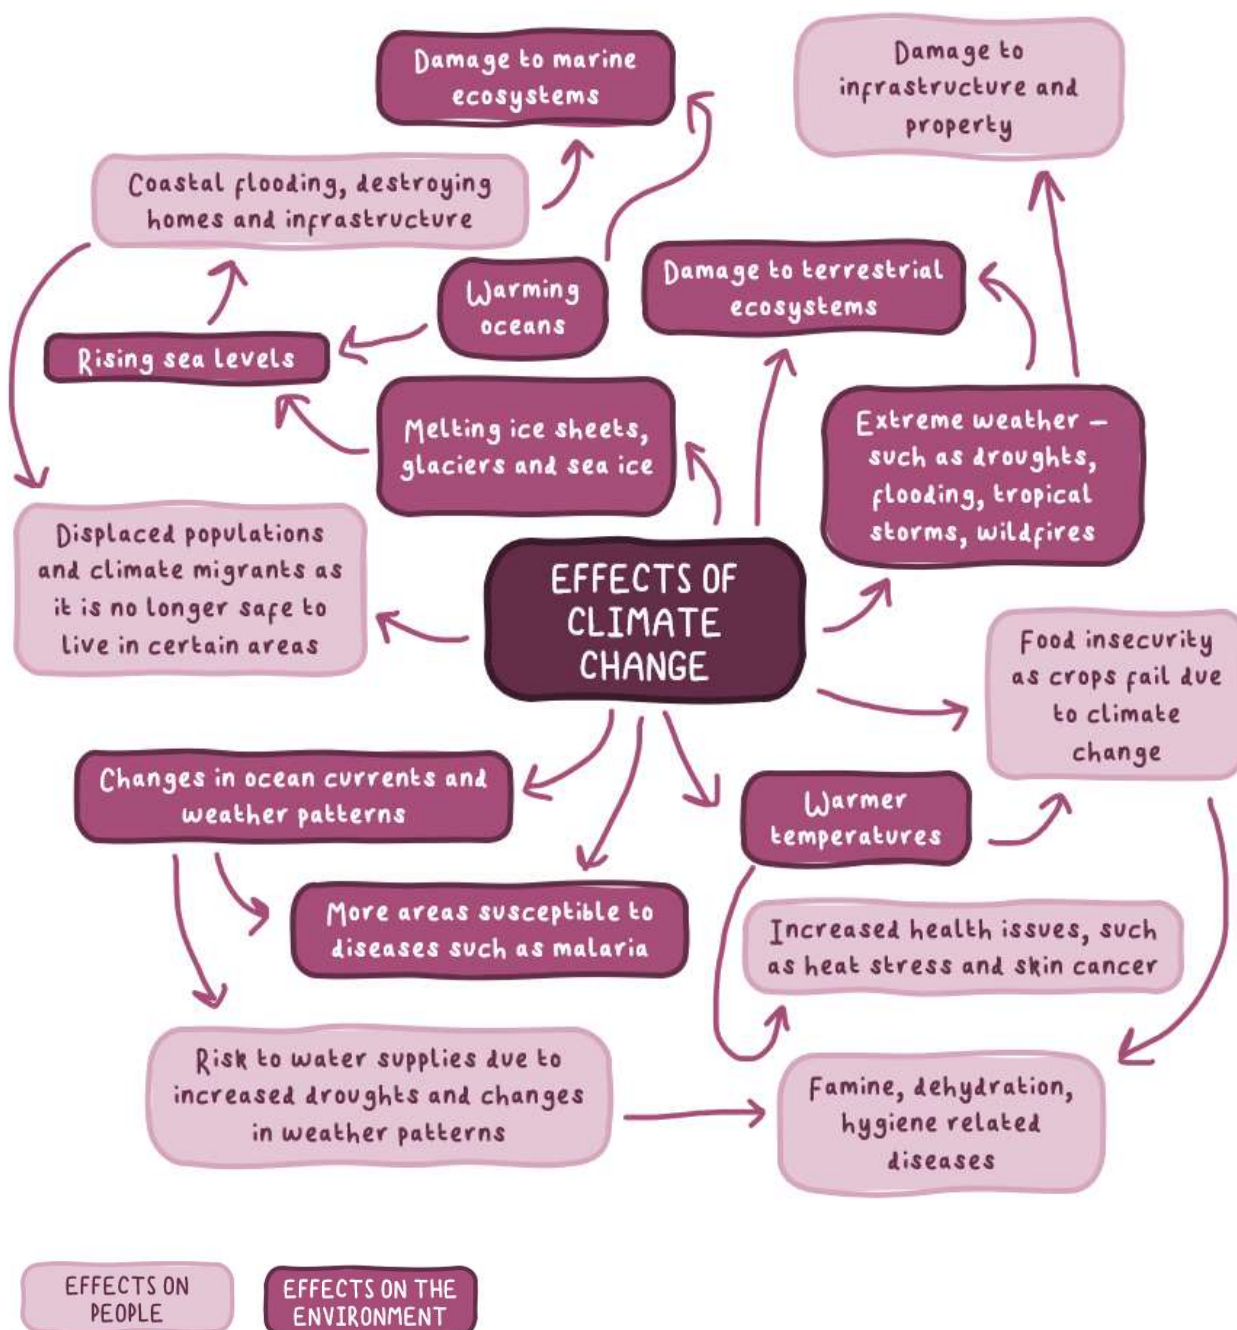 Damage to marine
ecosystems
Damage to
infrastructure and
property
Coastal flooding, destroying
homes and infrastructure
Warming
oceans
Damage to terrestrial
ecosystems
Rising sea levels
Melting ice sheets,
glaciers and sea ice
Extreme weather –
such as droughts,
flooding, tropical
storms, wildfires
Displaced populations
and climate migrants as
it is no longer safe to
live in certain areas
EFFECTS OF
CLIMATE
CHANGE
Food insecurity
as crops fail due
to climate
change
Changes in ocean currents and
weather patterns
Warmer
temperatures
More areas susceptible to
diseases such as malaria
Increased health issues, such
as heat stress and skin cancer
Risk to water supplies due to
increased droughts and changes
in weather patterns
Famine, dehydration,
hygiene related
diseases
EFFECTS ON
PEOPLE
EFFECTS ON THE
ENVIRONMENT